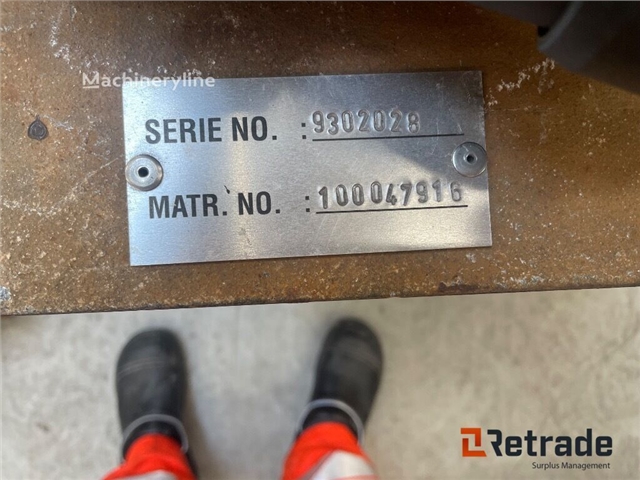 Machineryline
SERIE NO. : 9302028
MATR. NO. : 100047916
Retrade
Surplus Management